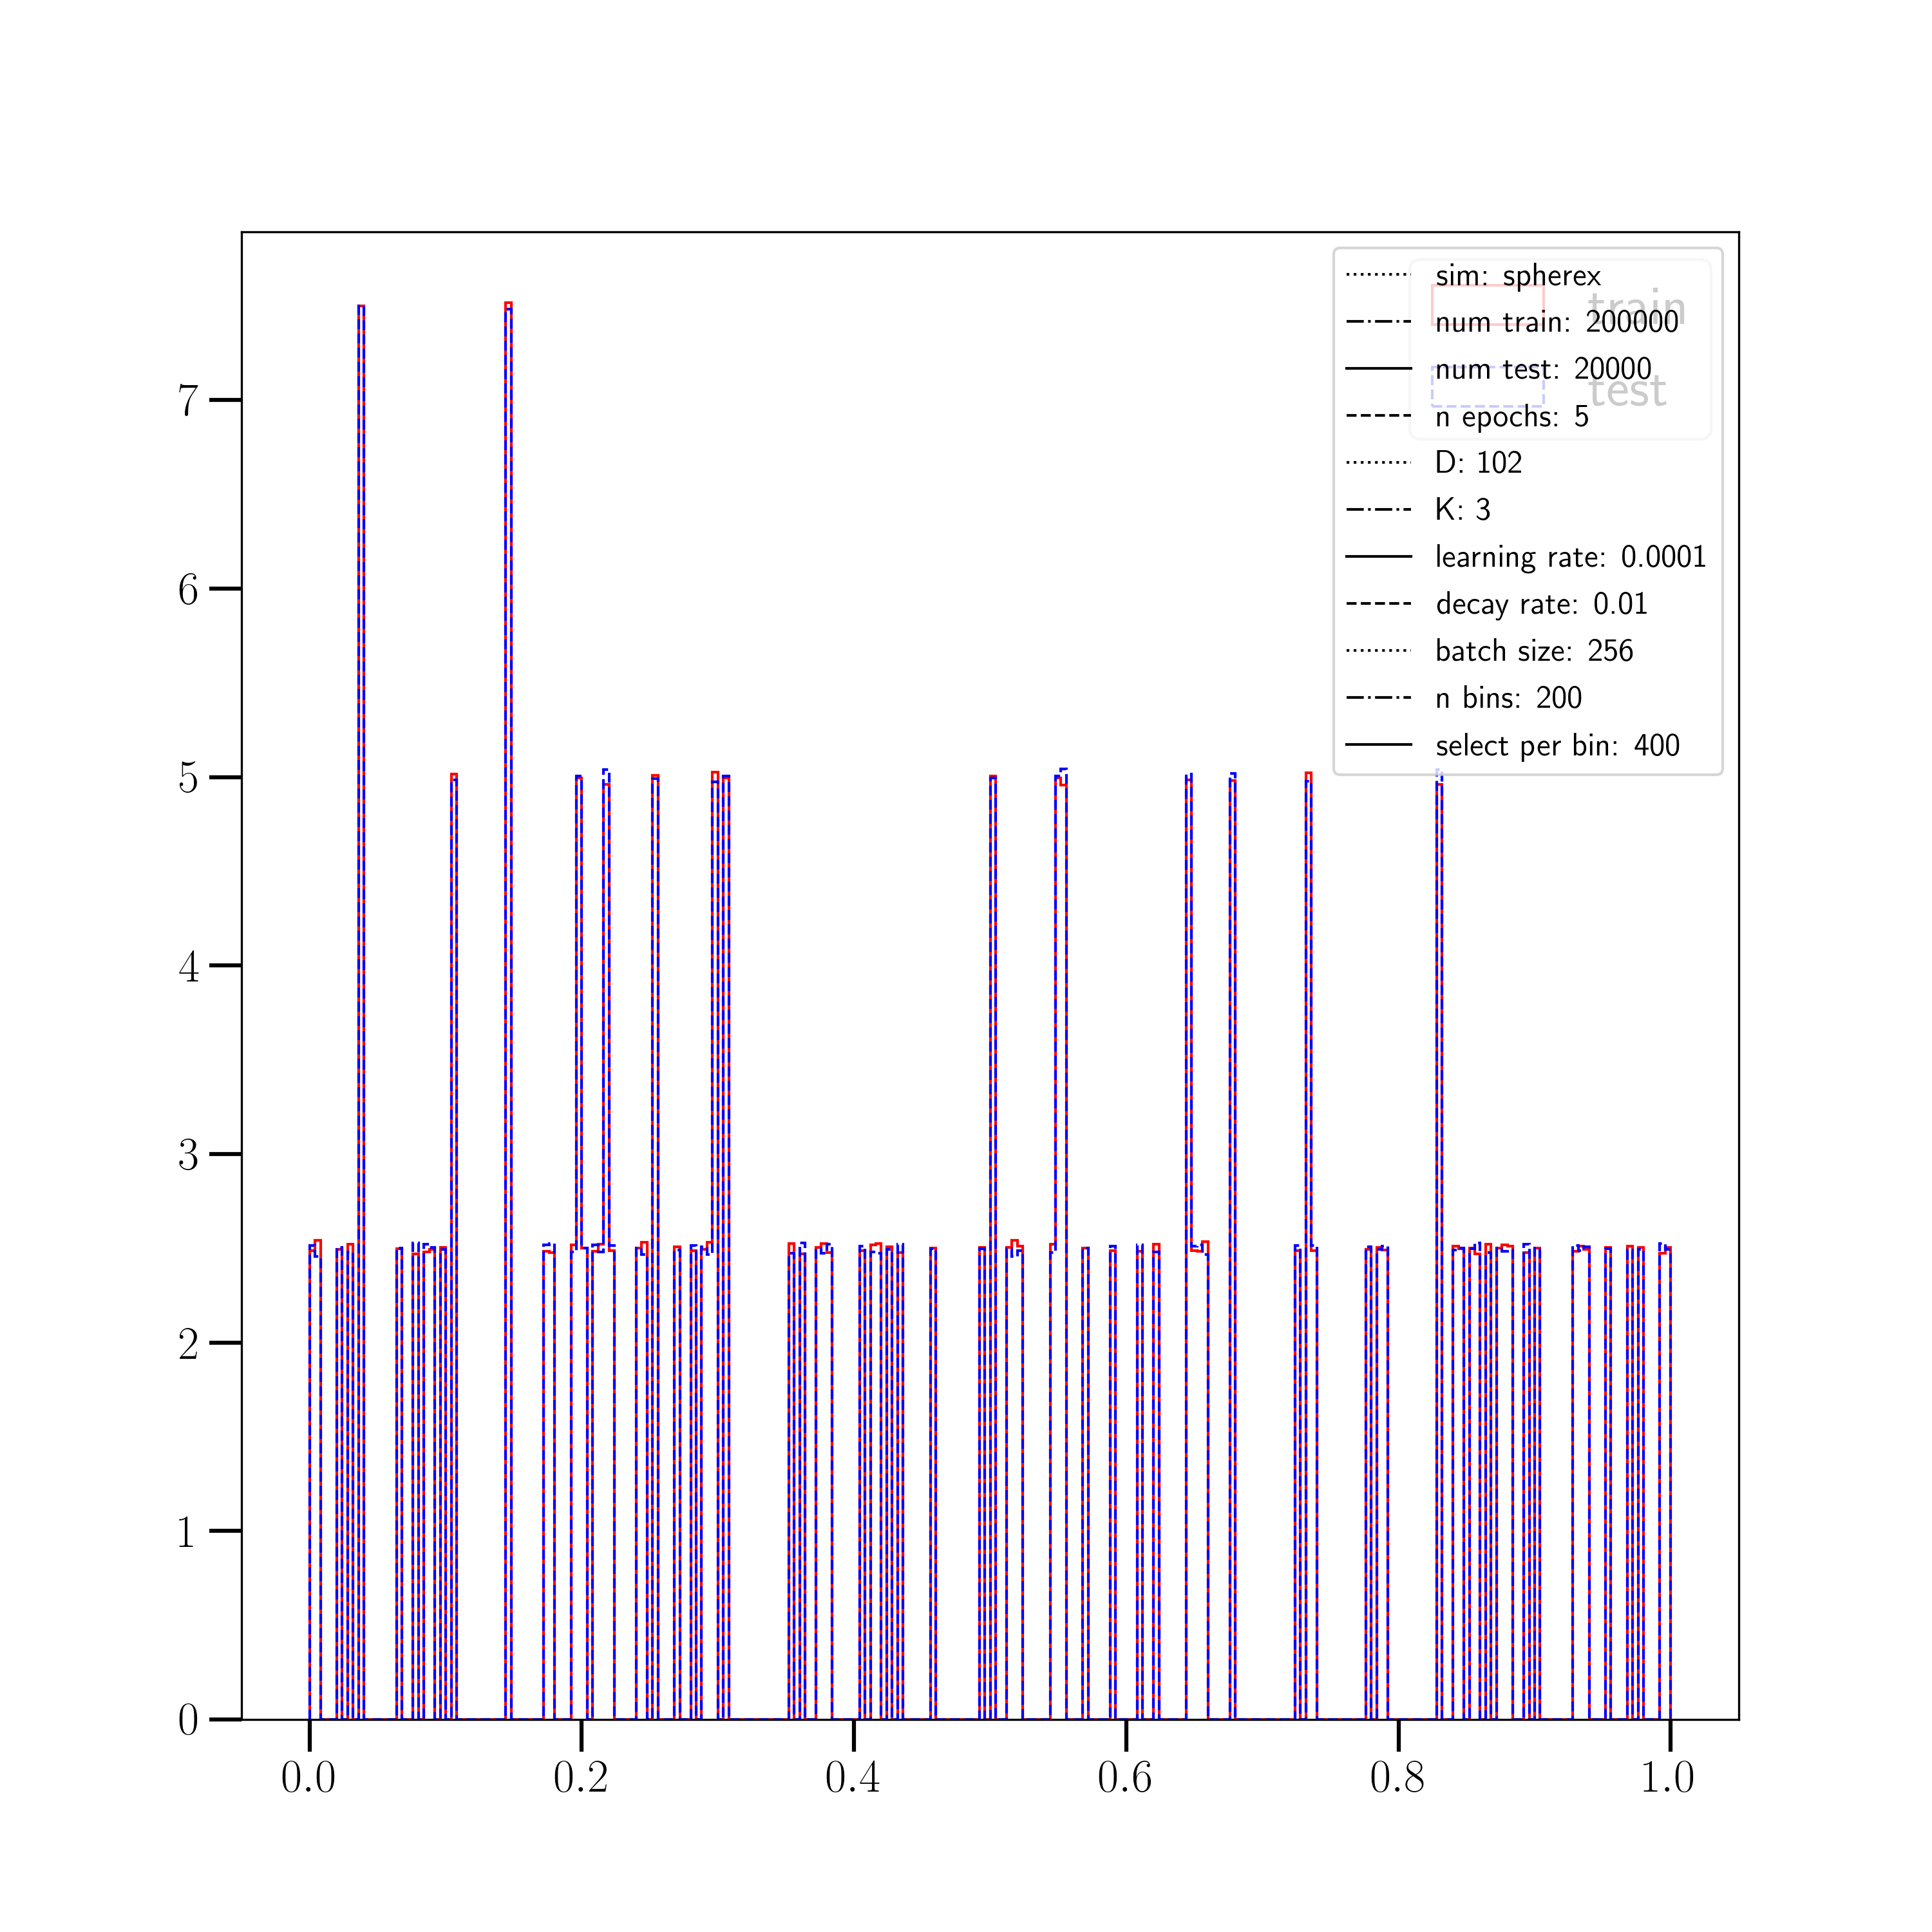 sim: spherex
train
num train: 200000
num test: 20000
test
n epochs: 5
D: 102
K: 3
learning rate: 0.0001
decay rate: 0.01
batch size: 256
n bins: 200
select per bin: 400
7
6
5
4
3
2
1
0
0.0 0.2 0.4 0.6 0.8 1.0